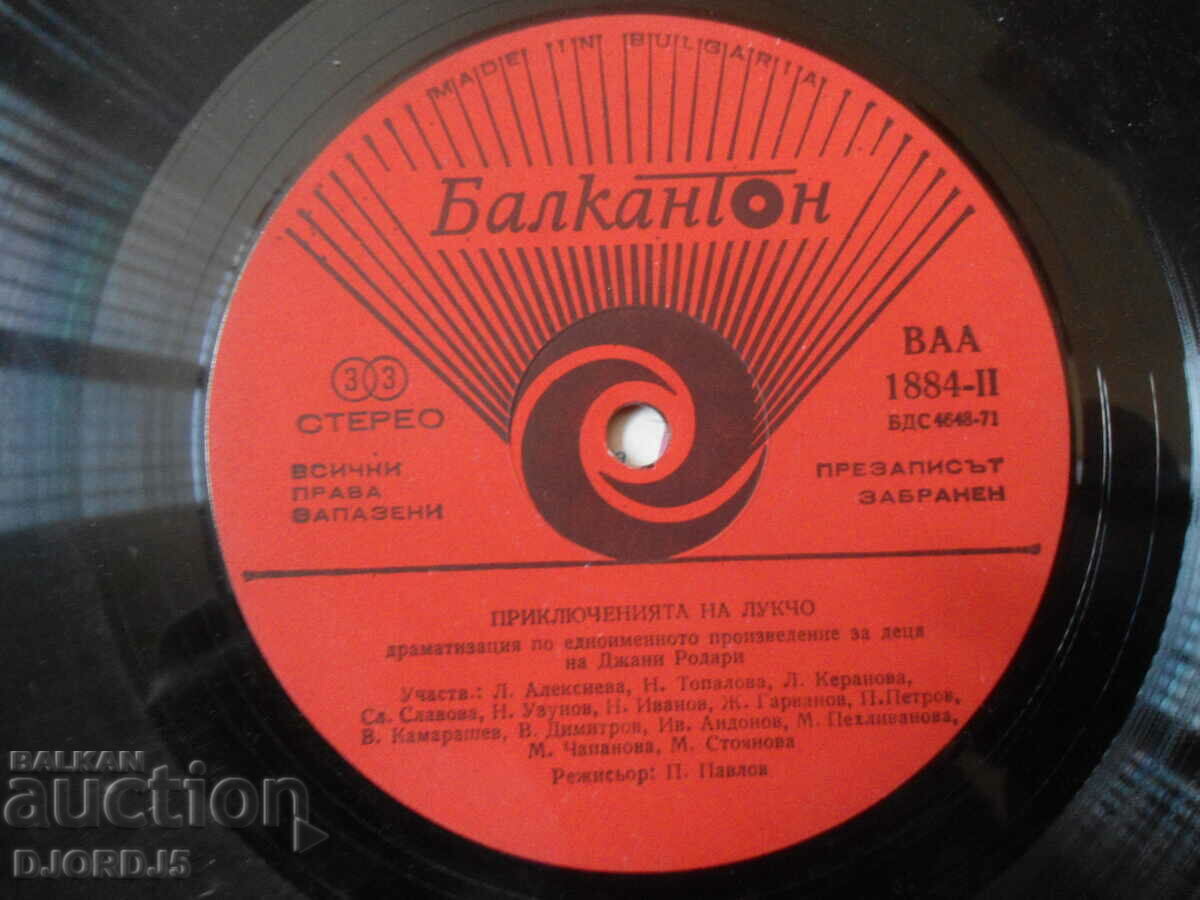 MADE IN BULGARIA
Балкантон
33
СТЕРЕО
ВСИЧКИ
ПРАВА
ЗАПАЗЕНИ
ВАА
1884-II
БДС 4648-71
ПРЕЗАПИСЪТ
ЗАБРАНЕН
ПРИКЛЮЧЕНИЯТА НА ЛУКЧО
драматизация по едноименното произведение за деца
на Джани Родари
Участв.: Л. Алексиева, Н. Топалова, Л. Керанова,
Сл. Славова, Н. Узунов, Н. Иванов, Ж. Гарванов, П.Петров,
В. Камарашев, В. Димитров, Ив. Андонов, М. Пехливанова,
М. Чапанова, М. Стоянова
Режисьор: П. Павлов
BALKAN
auction
DJORDJ5